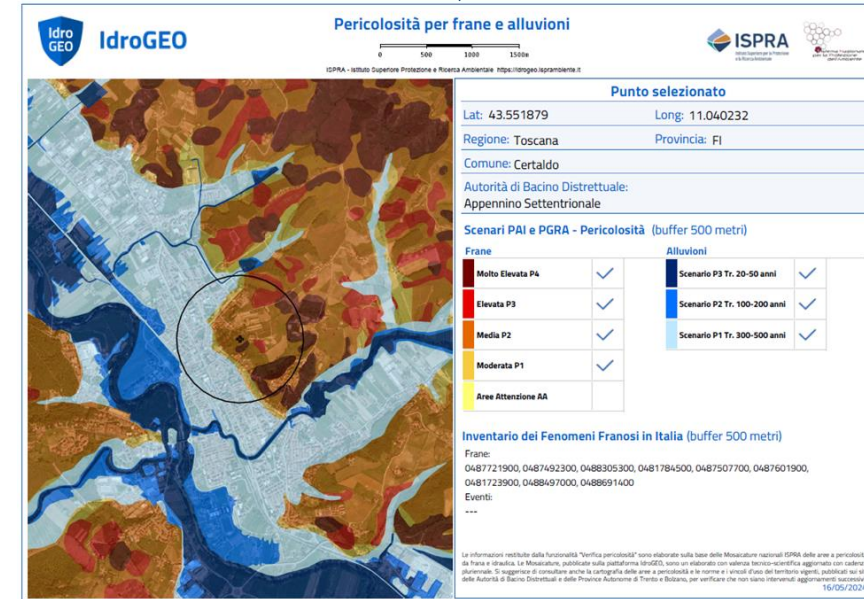 Idro
GEO
IdroGEO
Pericolosità per frane e alluvioni
0 500 1000 1500m
ISPRA - Istituto Superiore Protezione e Ricerca Ambientale https://idrogeo.isprambiente.it
ISPRA
Punto selezionato
Lat: 43.551879 Long: 11.040232
Regione: Toscana Provincia: FI
Comune: Certaldo
Autorità di Bacino Distrettuale:
Appennino Settentrionale
Scenari PAI e PGRA - Pericolosità (buffer 500 metri)
Frane Alluvioni
Molto Elevata P4 Scenario P3 Tr. 20-50 anni
Elevata P3 Scenario P2 Tr. 100-200 anni
Media P2 Scenario P1 Tr. 300-500 anni
Moderata P1
Aree Attenzione AA
Inventario dei Fenomeni Franosi in Italia (buffer 500 metri)
Frane:
0487721900, 0487492300, 0488305300, 0481784500, 0487507700, 0487601900,
0481723900, 0488497000, 0488691400
Eventi:
---
Le informazioni restituite dalla funzionalità "Verifica pericolosità" sono elaborate sulla base delle Mosaicature nazionali ISPRA delle aree a pericolosit
da frana e idraulica. Le Mosaicature, pubblicate sulla piattaforma IdroGEO, sono un elaborato con valenza tecnico-scientifica aggiornato con cadenz
pluriennale. Si suggerisce di consultare anche la cartografia delle aree a pericolosità e le norme e i vincoli d'uso del territorio vigenti, pubblicati sui si
delle Autorità di Bacino Distrettuali e delle Province Autonome di Trento e Bolzano, per verificare che non siano intervenuti aggiornamenti successiv
16/05/2024